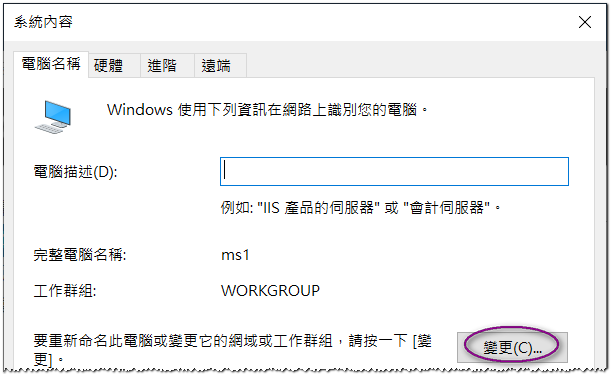 系統內容
電腦名稱 硬體 進階 遠端
Windows 使用下列資訊在網路上識別您的電腦。
電腦描述(D):
例如: "IIS 產品的伺服器" 或 "會計伺服器"。
完整電腦名稱: ms1
工作群組: WORKGROUP
要重新命名此電腦或變更它的網域或工作群組，請按一下 [變
更]。
變更(C)...